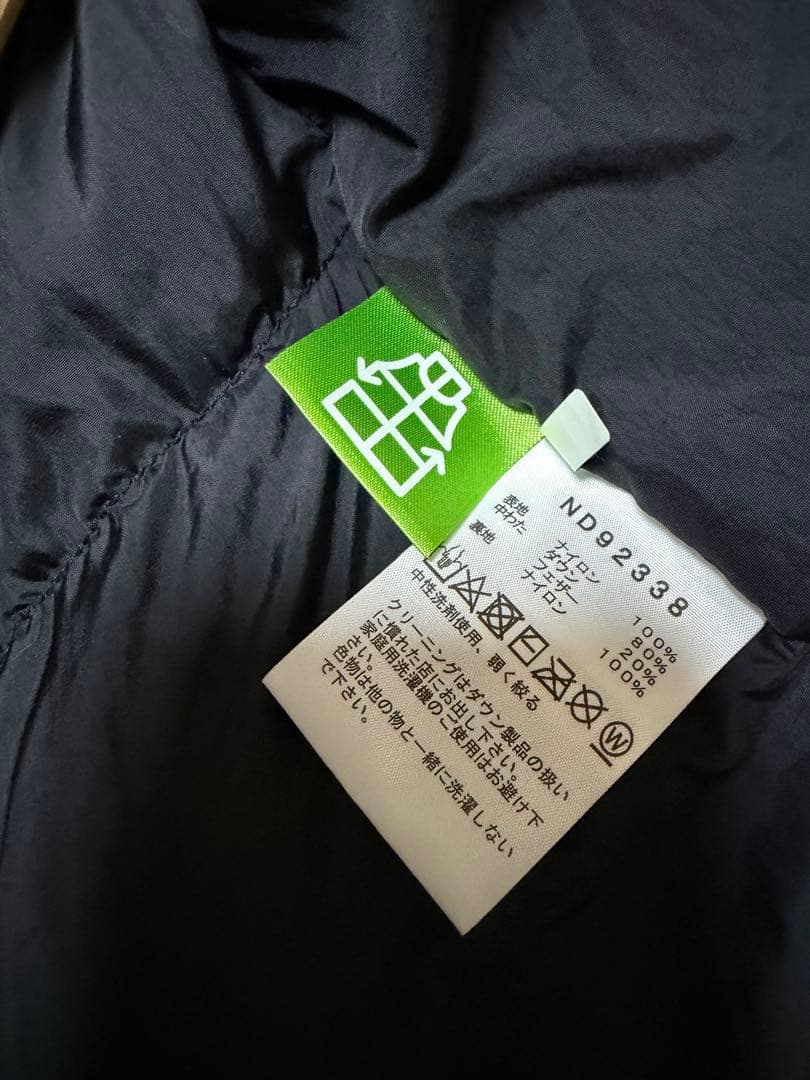 ND92338
表地 ナイロン 100%
中わた ダウン 80%
フェザー 20%
裏地 ナイロン 100%
W
中性洗剤使用、弱く絞る
クリーニングはダウン製品の扱い
に慣れた店にお出し下さい。
家庭用洗濯機のご使用はお避け下
さい。
色物は他の物と一緒に洗濯しない
で下さい。